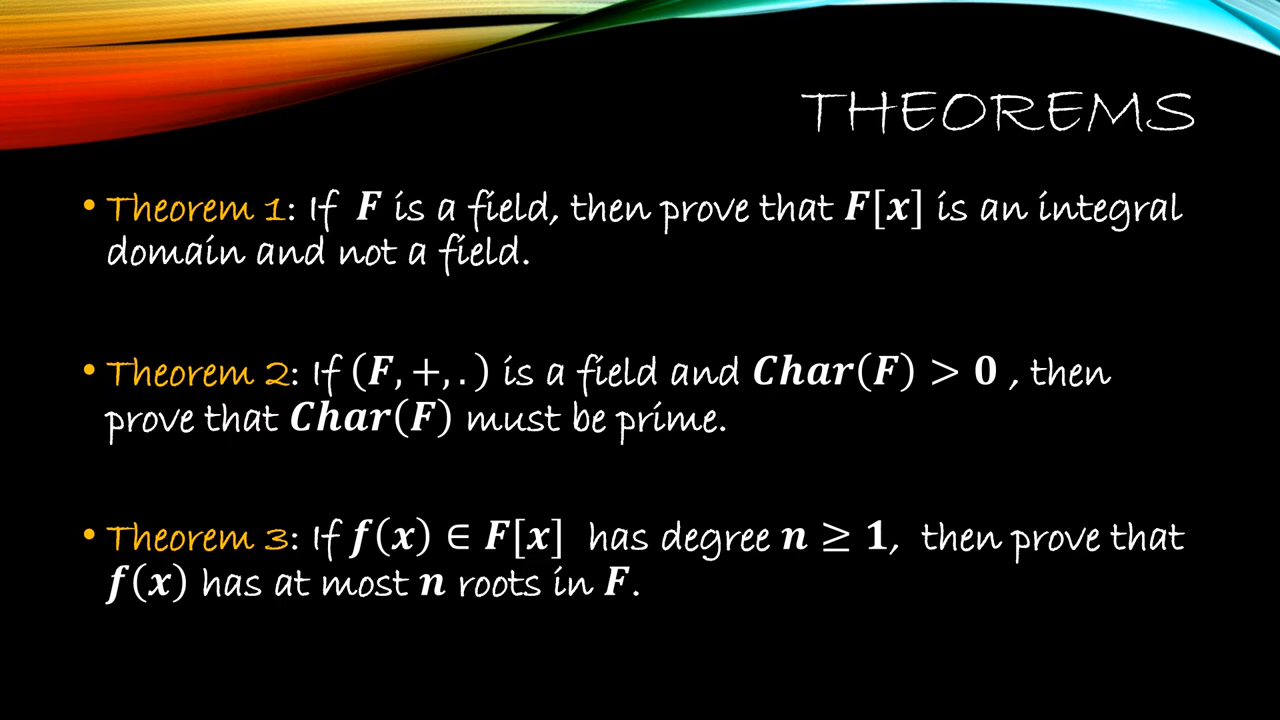 THEOREMS
• Theorem 1: If F is a field, then prove that F[x] is an integral
domain and not a field.
• Theorem 2: If (F, +, . ) is a field and Char(F) > 0 , then
prove that Char(F) must be prime.
• Theorem 3: If f(x) ∈ F[x] has degree n ≥ 1, then prove that
f(x) has at most n roots in F.